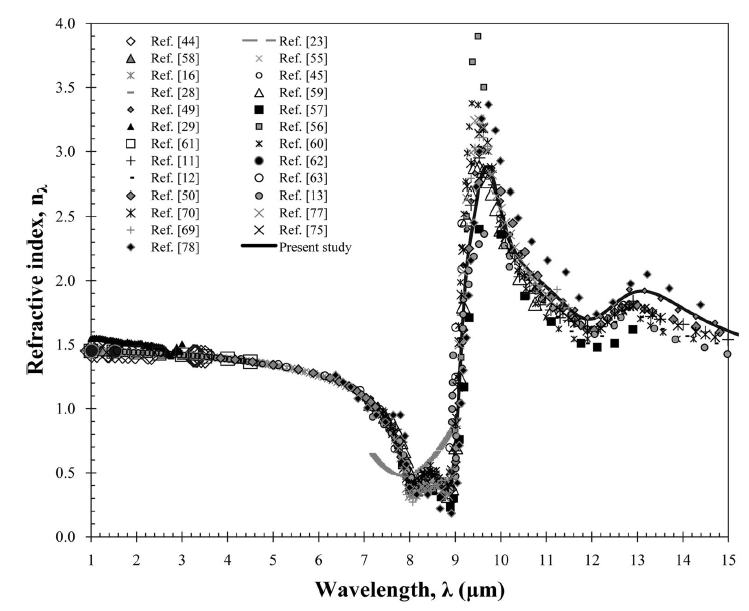 4.0
3.5
3.0
2.5
2.0
1.5
1.0
0.5
0.0
Refractive index, nλ
Ref. [44]
Ref. [58]
Ref. [16]
Ref. [28]
Ref. [49]
Ref. [29]
Ref. [61]
Ref. [11]
Ref. [12]
Ref. [50]
Ref. [70]
Ref. [69]
Ref. [78]
Ref. [23]
Ref. [55]
Ref. [45]
Ref. [59]
Ref. [57]
Ref. [56]
Ref. [60]
Ref. [62]
Ref. [63]
Ref. [13]
Ref. [77]
Ref. [75]
Present study
1 2 3 4 5 6 7 8 9 10 11 12 13 14 15
Wavelength, λ (μm)